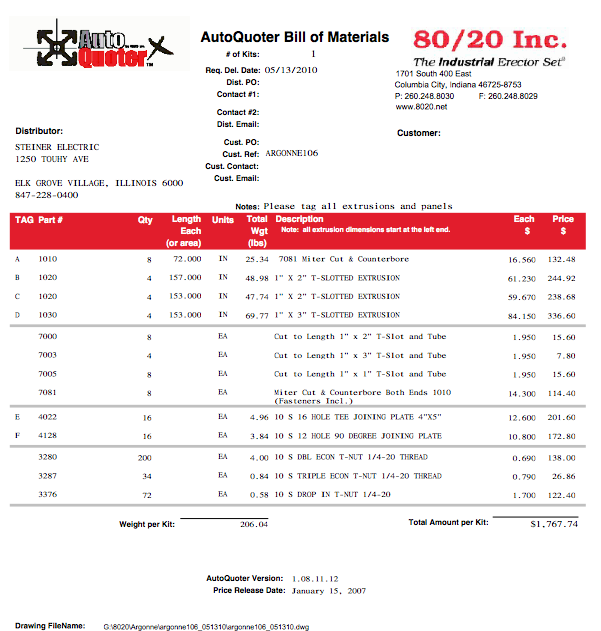 Auto Quoter X ™
AutoQuoter Bill of Materials
# of Kits: 1
Req. Del. Date: 05/13/2010
Dist. PO:
Contact #1:
Contact #2:
Dist. Email:
Cust. PO:
Cust. Ref: ARGONNE106
Cust. Contact:
Cust. Email:
80/20 Inc.
The Industrial Erector Set®
1701 South 400 East
Columbia City, Indiana 46725-8753
P: 260.248.8030 F: 260.248.8029
www.8020.net
Distributor:
STEINER ELECTRIC
1250 TOUHY AVE
ELK GROVE VILLAGE, ILLINOIS 6000
847-228-0400
Customer:
Notes: Please tag all extrusions and panels
TAG Part # Qty Length Each (or area) Units Total Wgt (lbs) Description Note: all extrusion dimensions start at the left end. Each $ Price $
A 1010 8 72.000 IN 25.34 7081 Miter Cut & Counterbore 16.560 132.48
B 1020 4 157.000 IN 48.98 1" X 2" T-SLOTTED EXTRUSION 61.230 244.92
C 1020 4 153.000 IN 47.74 1" X 2" T-SLOTTED EXTRUSION 59.670 238.68
D 1030 4 153.000 IN 69.77 1" X 3" T-SLOTTED EXTRUSION 84.150 336.60
7000 8 EA Cut to Length 1" x 2" T-Slot and Tube 1.950 15.60
7003 4 EA Cut to Length 1" x 3" T-Slot and Tube 1.950 7.80
7005 8 EA Cut to Length 1" x 1" T-Slot and Tube 1.950 15.60
7081 8 EA Miter Cut & Counterbore Both Ends 1010 14.300 114.40
(Fasteners Incl.)
E 4022 16 EA 4.96 10 S 16 HOLE TEE JOINING PLATE 4"X5" 12.600 201.60
F 4128 16 EA 3.84 10 S 12 HOLE 90 DEGREE JOINING PLATE 10.800 172.80
3280 200 EA 4.00 10 S DBL ECON T-NUT 1/4-20 THREAD 0.690 138.00
3287 34 EA 0.84 10 S TRIPLE ECON T-NUT 1/4-20 THREAD 0.790 26.86
3376 72 EA 0.58 10 S DROP IN T-NUT 1/4-20 1.700 122.40
Weight per Kit: 206.04 Total Amount per Kit: $1,767.74
AutoQuoter Version: 1.08.11.12
Price Release Date: January 15, 2007
Drawing FileName: G:\8020\Argonne\argonne106_051310\argonne106_051310.dwg